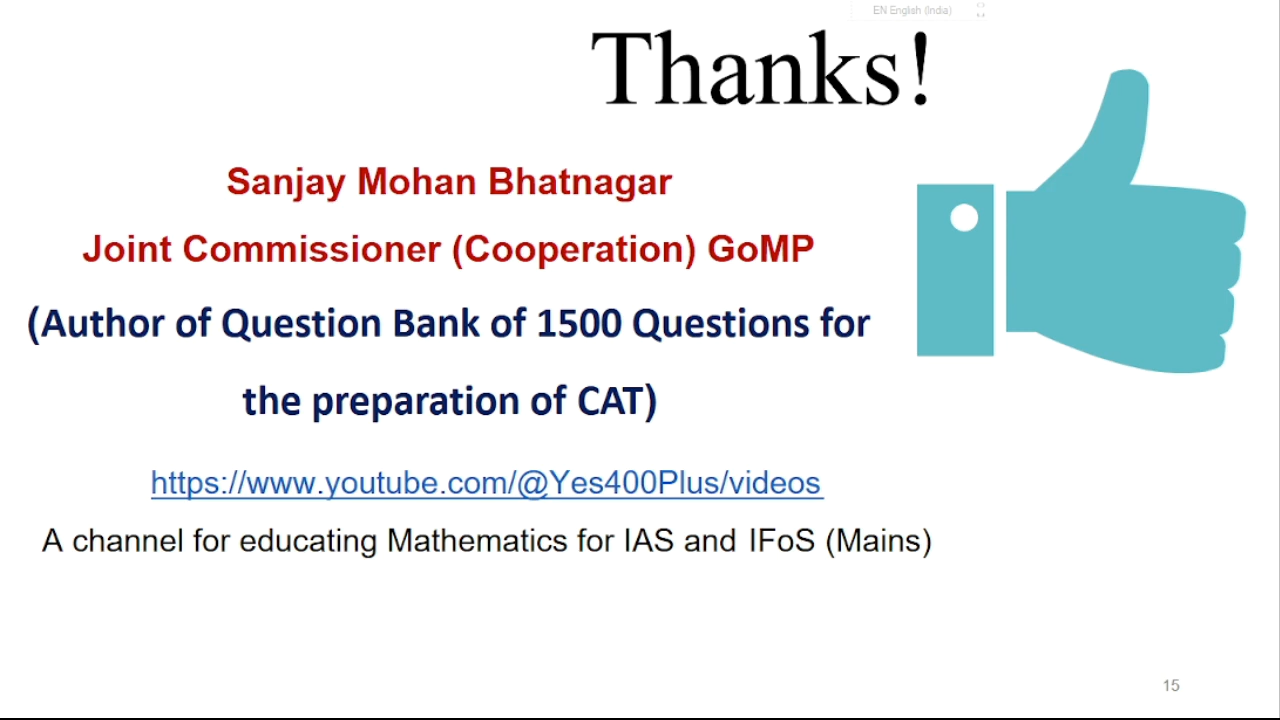 EN English (India)
Thanks!
Sanjay Mohan Bhatnagar
Joint Commissioner (Cooperation) GoMP
(Author of Question Bank of 1500 Questions for
the preparation of CAT)
https://www.youtube.com/@Yes400Plus/videos
A channel for educating Mathematics for IAS and IFoS (Mains)
15